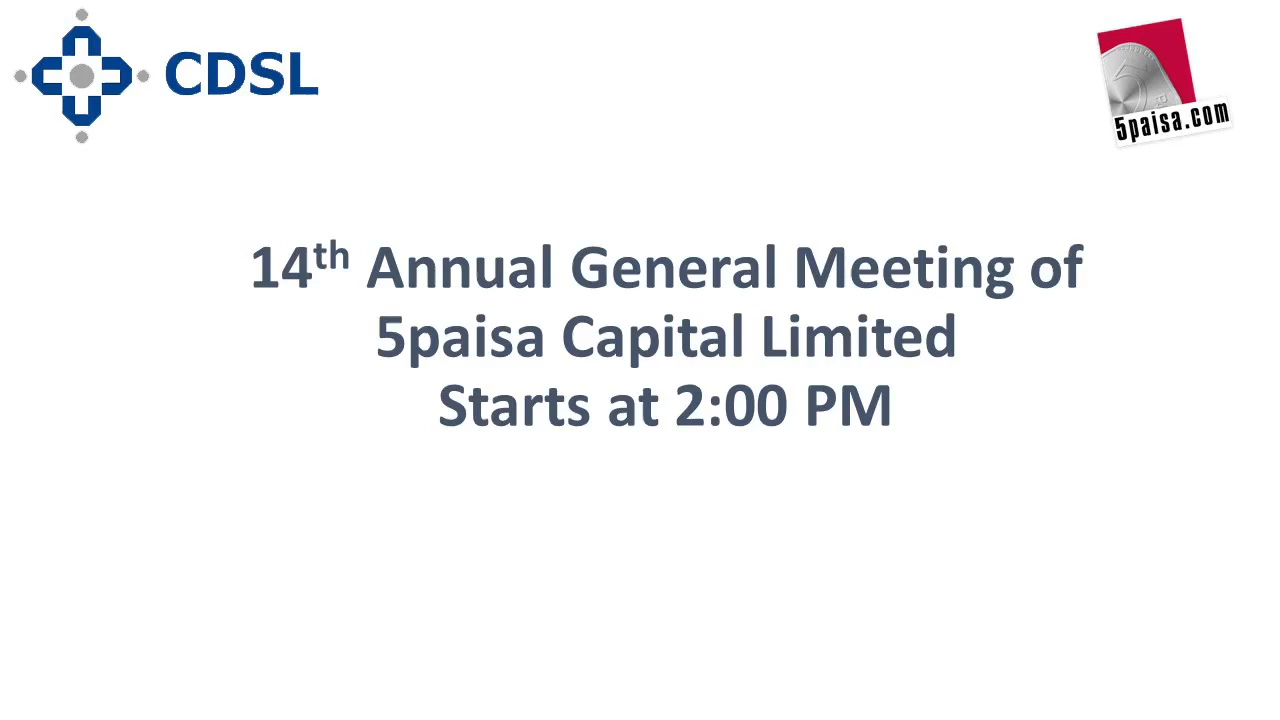 CDSL
5paisa.com
14th Annual General Meeting of
5paisa Capital Limited
Starts at 2:00 PM